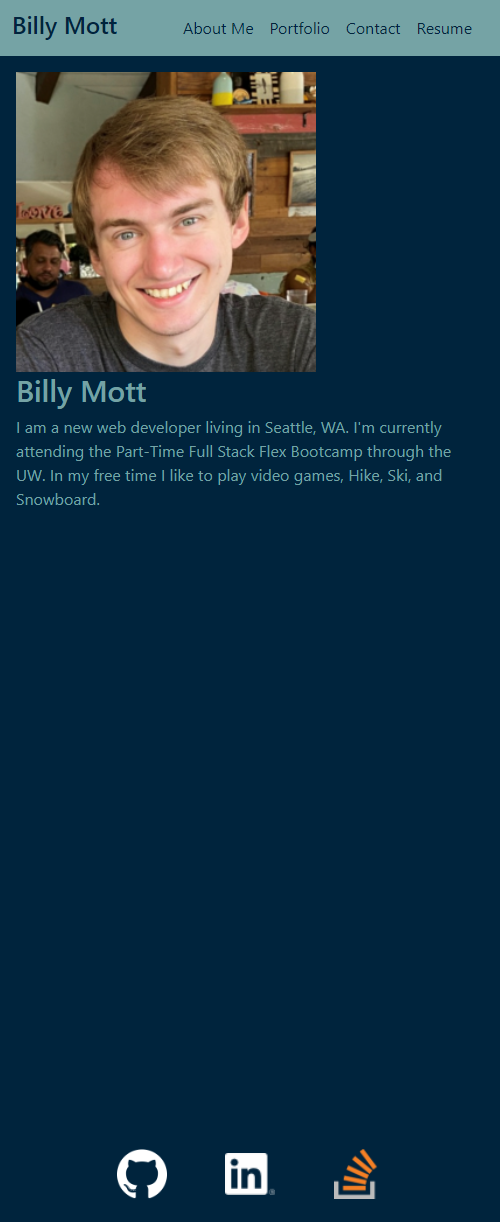 Billy Mott
About Me Portfolio Contact Resume
Love
Billy Mott
I am a new web developer living in Seattle, WA. I'm currently
attending the Part-Time Full Stack Flex Bootcamp through the
UW. In my free time I like to play video games, Hike, Ski, and
Snowboard.
in